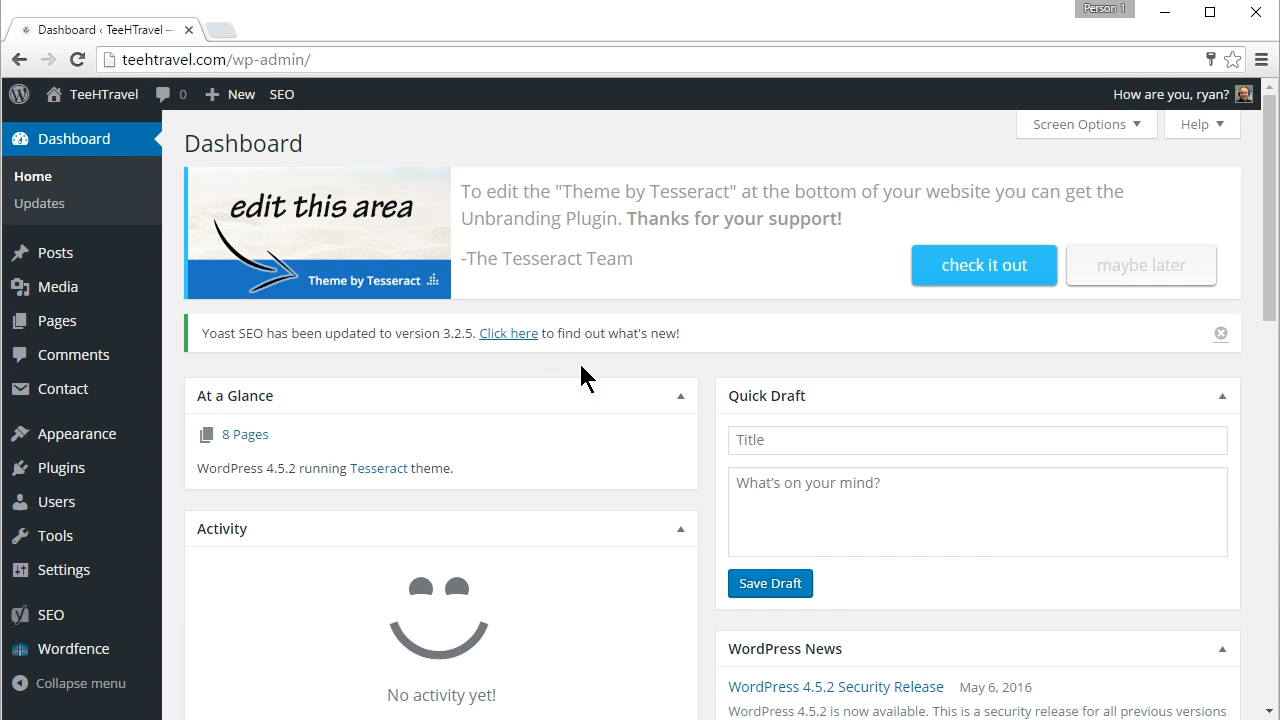 Person 1
Dashboard ‹ TeeHTravel —
teehtravel.com/wp-admin/
TeeHTravel 0 New SEO How are you, ryan?
Screen Options Help
Dashboard
Home
Updates
Posts
Media
Pages
Comments
Contact
Appearance
Plugins
Users
Tools
Settings
SEO
Wordfence
Collapse menu
Dashboard
edit this area
Theme by Tesseract
To edit the "Theme by Tesseract" at the bottom of your website you can get the
Unbranding Plugin. Thanks for your support!
-The Tesseract Team
check it out
maybe later
Yoast SEO has been updated to version 3.2.5. Click here to find out what's new!
At a Glance
8 Pages
WordPress 4.5.2 running Tesseract theme.
Activity
No activity yet!
Quick Draft
Title
What's on your mind?
Save Draft
WordPress News
WordPress 4.5.2 Security Release May 6, 2016
WordPress 4.5.2 is now available. This is a security release for all previous versions